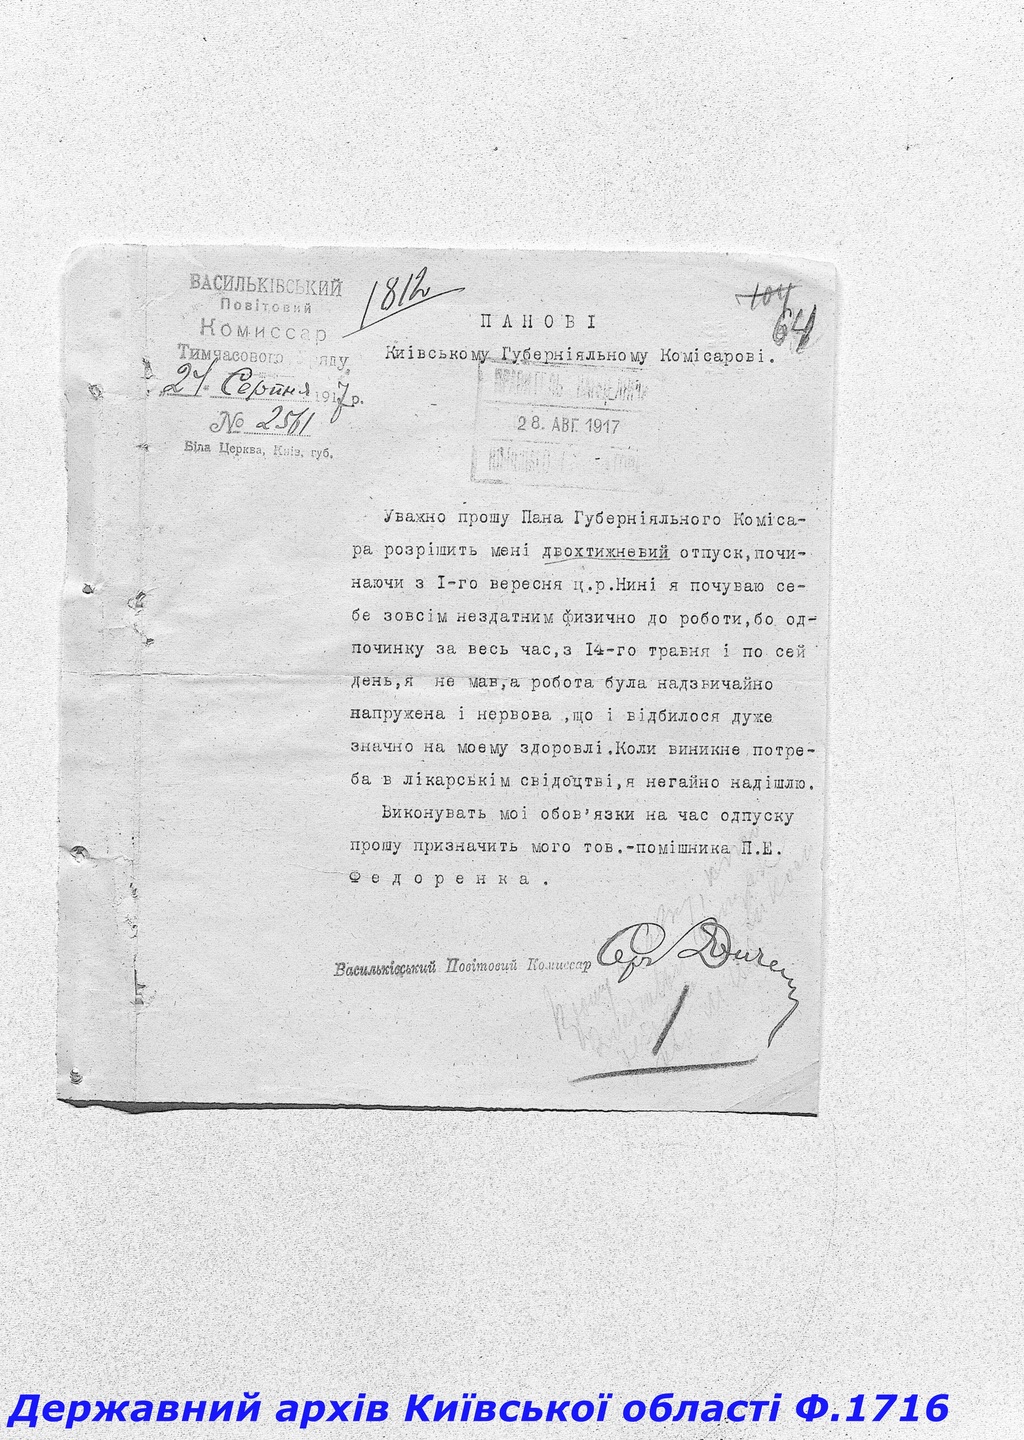 ВАСИЛЬКІВСЬКИЙ
Повітовий
Комиссар
Тимчасового ряду,
Серпня 1917 р.
№ 2561
Біла Церква, Київ. губ.
1812
104
64
ПАНОВІ
Київському Губерніяльному Комісарові.
28. АВГ. 1917
Уважно прошу Пана Губерніяльного Коміса-
ра розрішить мені двохтижневий отпуск,почи-
наючи з І-го вересня ц.р.Нині я почуваю се-
бе зовсім нездатним физично до роботи,бо од-
починку за весь час,з І4-го травня і по сей
день,я не мав,а робота була надзвичайно
напружена і нервова ,що і відбилося дуже
значно на моему здоровлі.Коли виникне потре-
ба в лікарськім свідоцтві,я негайно надішлю.
Виконувать мої обов'язки на час одпуску
прошу призначить мого тов.-помішника П.Е.
Федоренка.
Васильківський Повітовий Комиссар
Державний архів Київської області Ф.1716